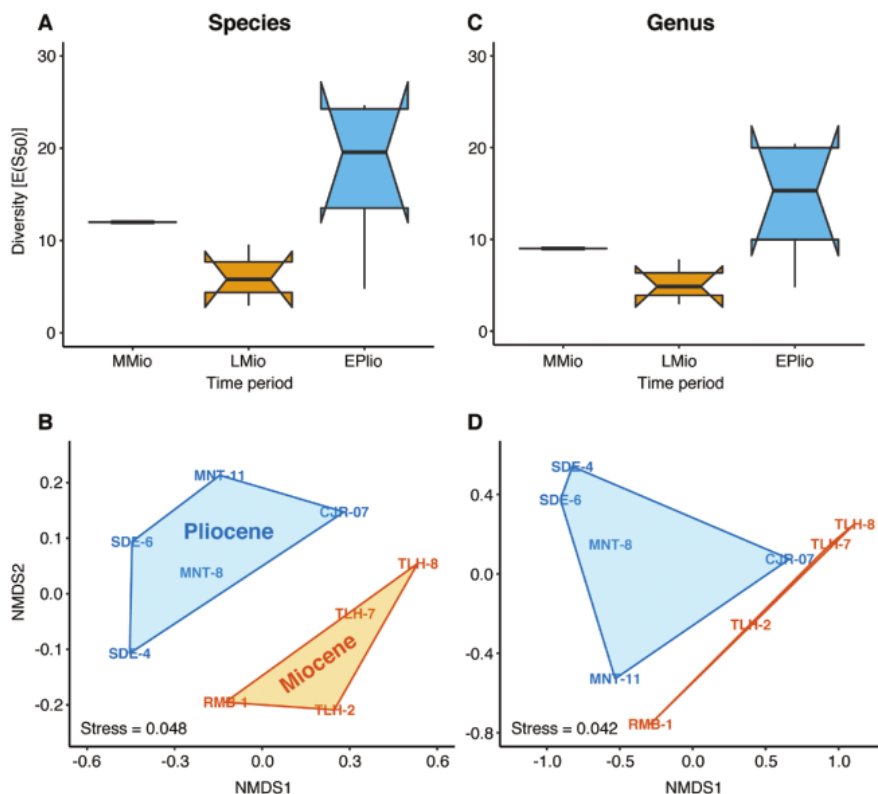 A Species
30
20
10
0
Diversity [E(S50)]
MMio LMio EPlio
Time period
C Genus
30
20
10
0
MMio LMio EPlio
Time period
B
0.2
0.1
0.0
-0.1
-0.2
NMDS2
MNT-11
CJR-07
SDE-6
Pliocene
MNT-8
SDE-4
TLH-8
TLH-7
Miocene
RMB-1
TLH-2
Stress = 0.048
-0.6 -0.3 0.0 0.3 0.6
NMDS1
D
0.4
0.0
-0.4
-0.8
SDE-4
SDE-6
MNT-8
TLH-8
TLH-7
CJR-07
TLH-2
MNT-11
RMB-1
Stress = 0.042
-1.0 -0.5 0.0 0.5 1.0
NMDS1